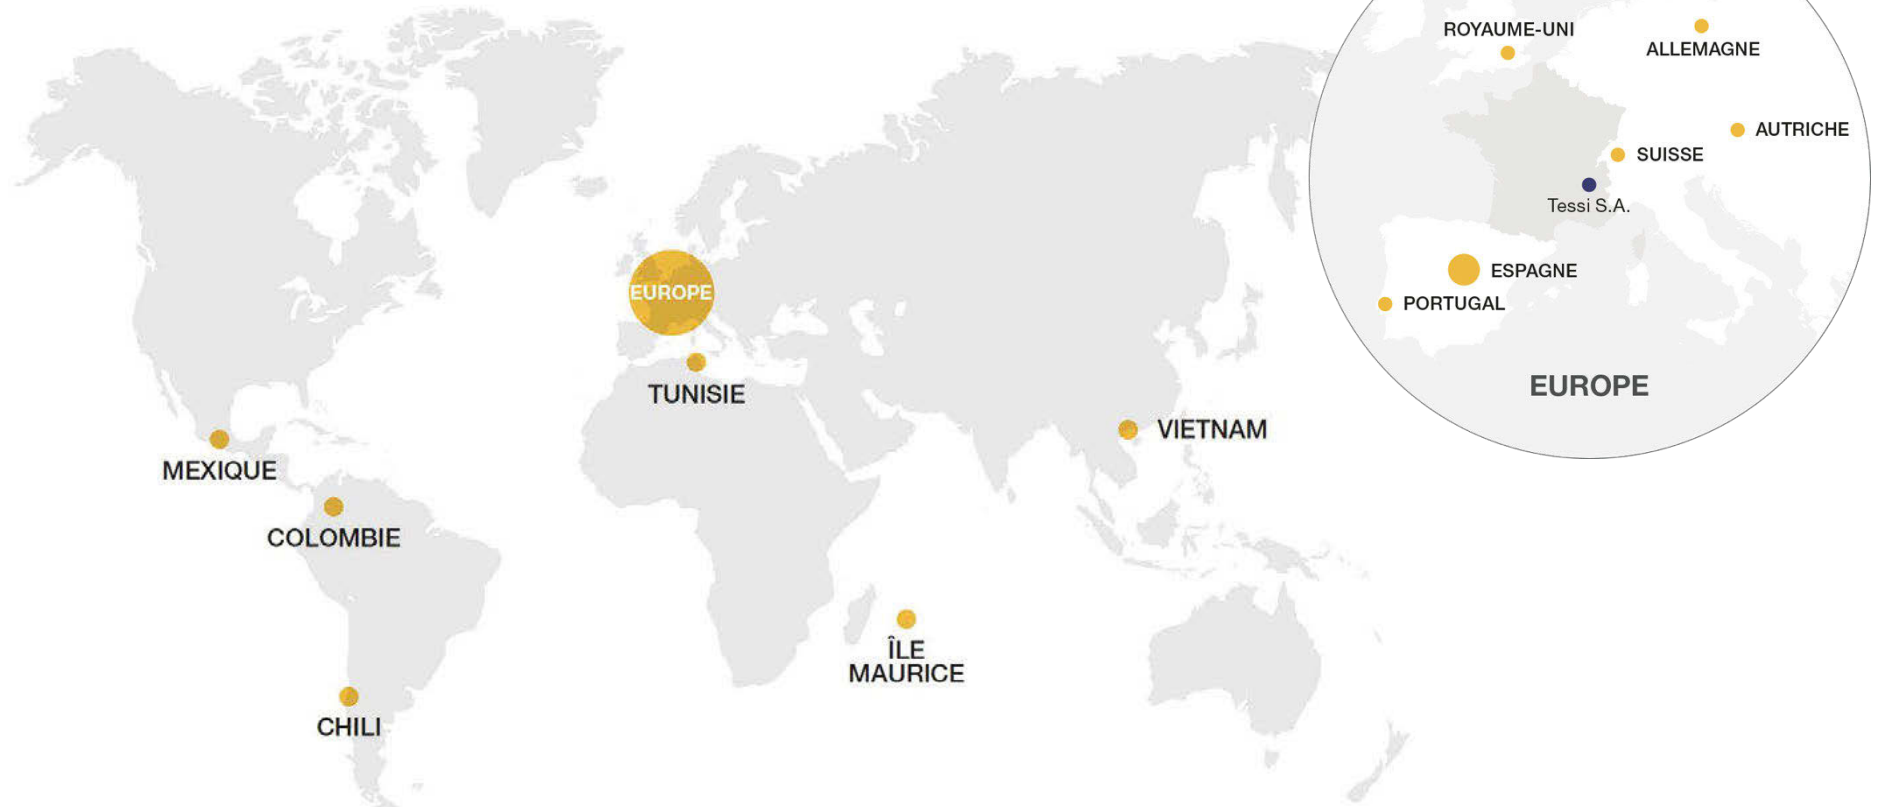 ROYAUME-UNI
ALLEMAGNE
AUTRICHE
SUISSE
Tessi S.A.
ESPAGNE
PORTUGAL
EUROPE
EUROPE
TUNISIE
VIETNAM
MEXIQUE
COLOMBIE
ÎLE
MAURICE
CHILI